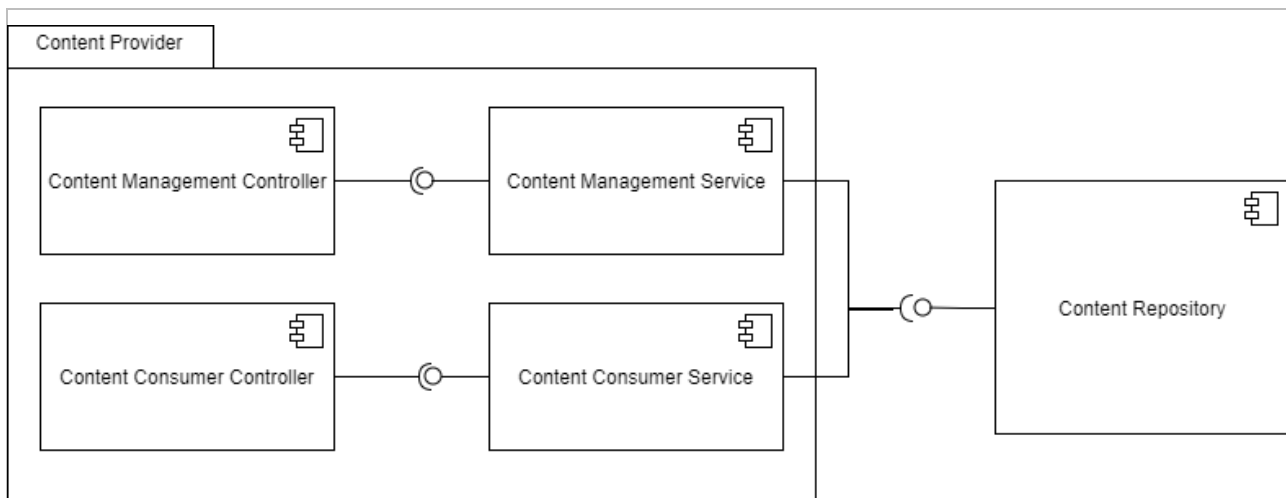 Content Provider
Content Management Controller
Content Management Service
Content Repository
Content Consumer Controller
Content Consumer Service